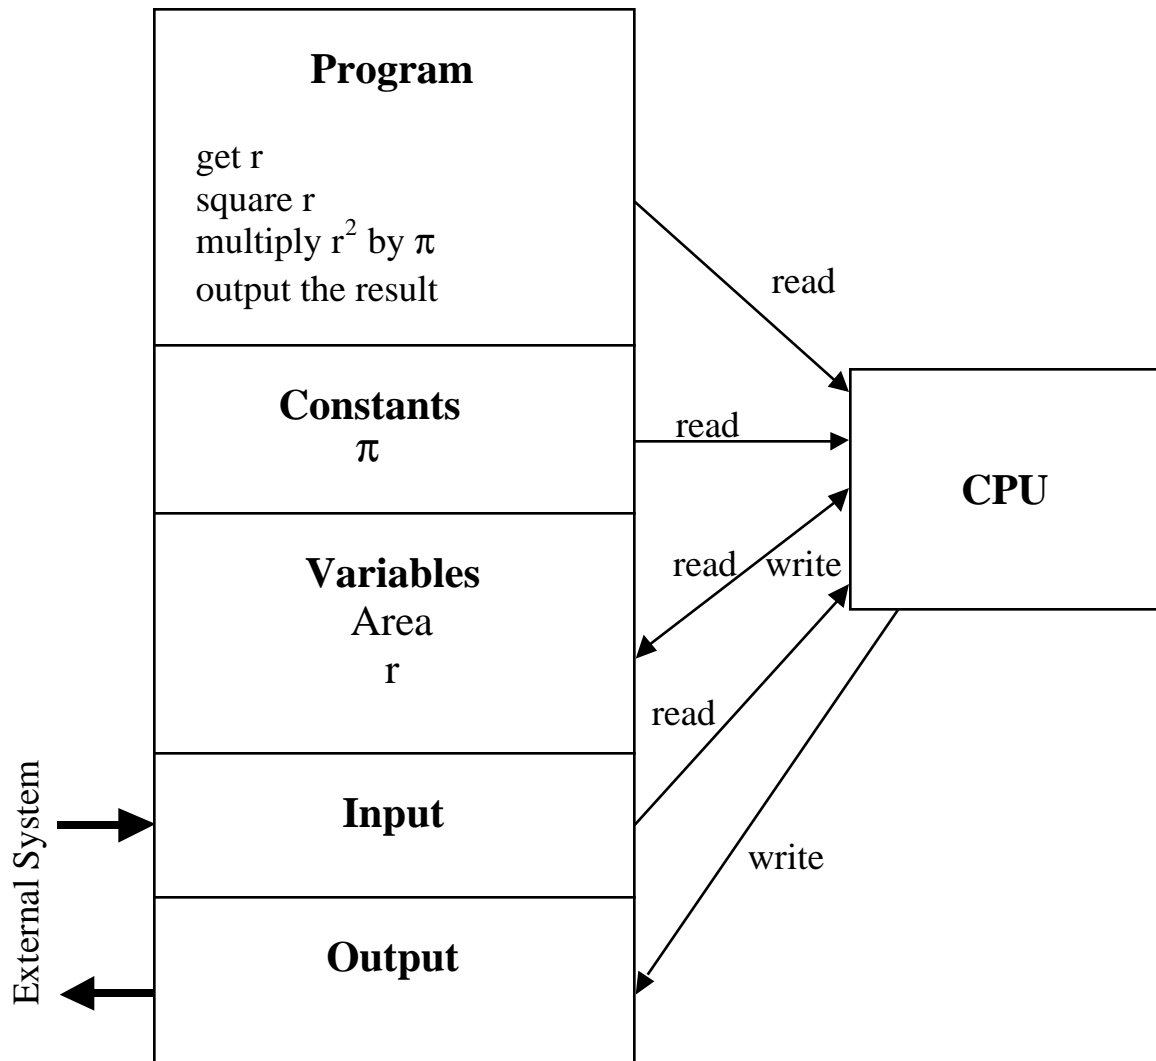 Program
get r
square r
multiply r² by π
output the result
read
Constants
π
read
CPU
Variables
Area
r
read write
read
Input
write
Output
External System